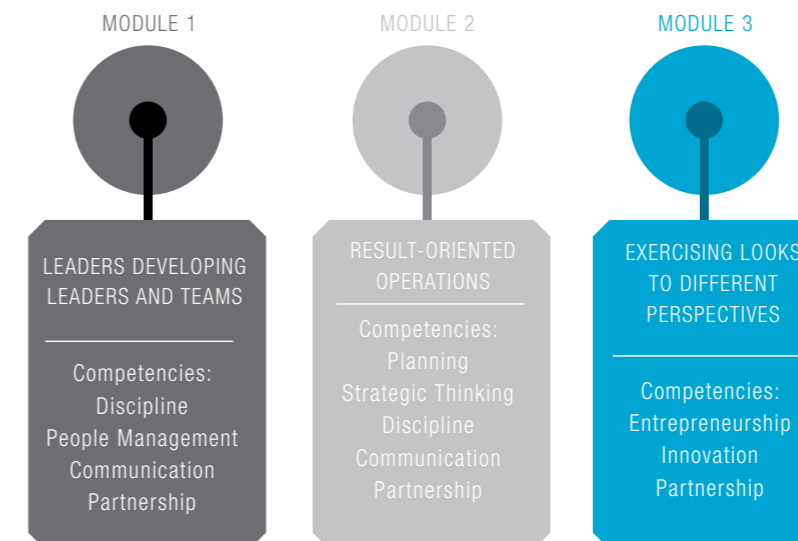 MODULE 1
LEADERS DEVELOPING
LEADERS AND TEAMS
Competencies:
Discipline
People Management
Communication
Partnership
MODULE 2
RESULT-ORIENTED
OPERATIONS
Competencies:
Planning
Strategic Thinking
Discipline
Communication
Partnership
MODULE 3
EXERCISING LOOKS
TO DIFFERENT
PERSPECTIVES
Competencies:
Entrepreneurship
Innovation
Partnership